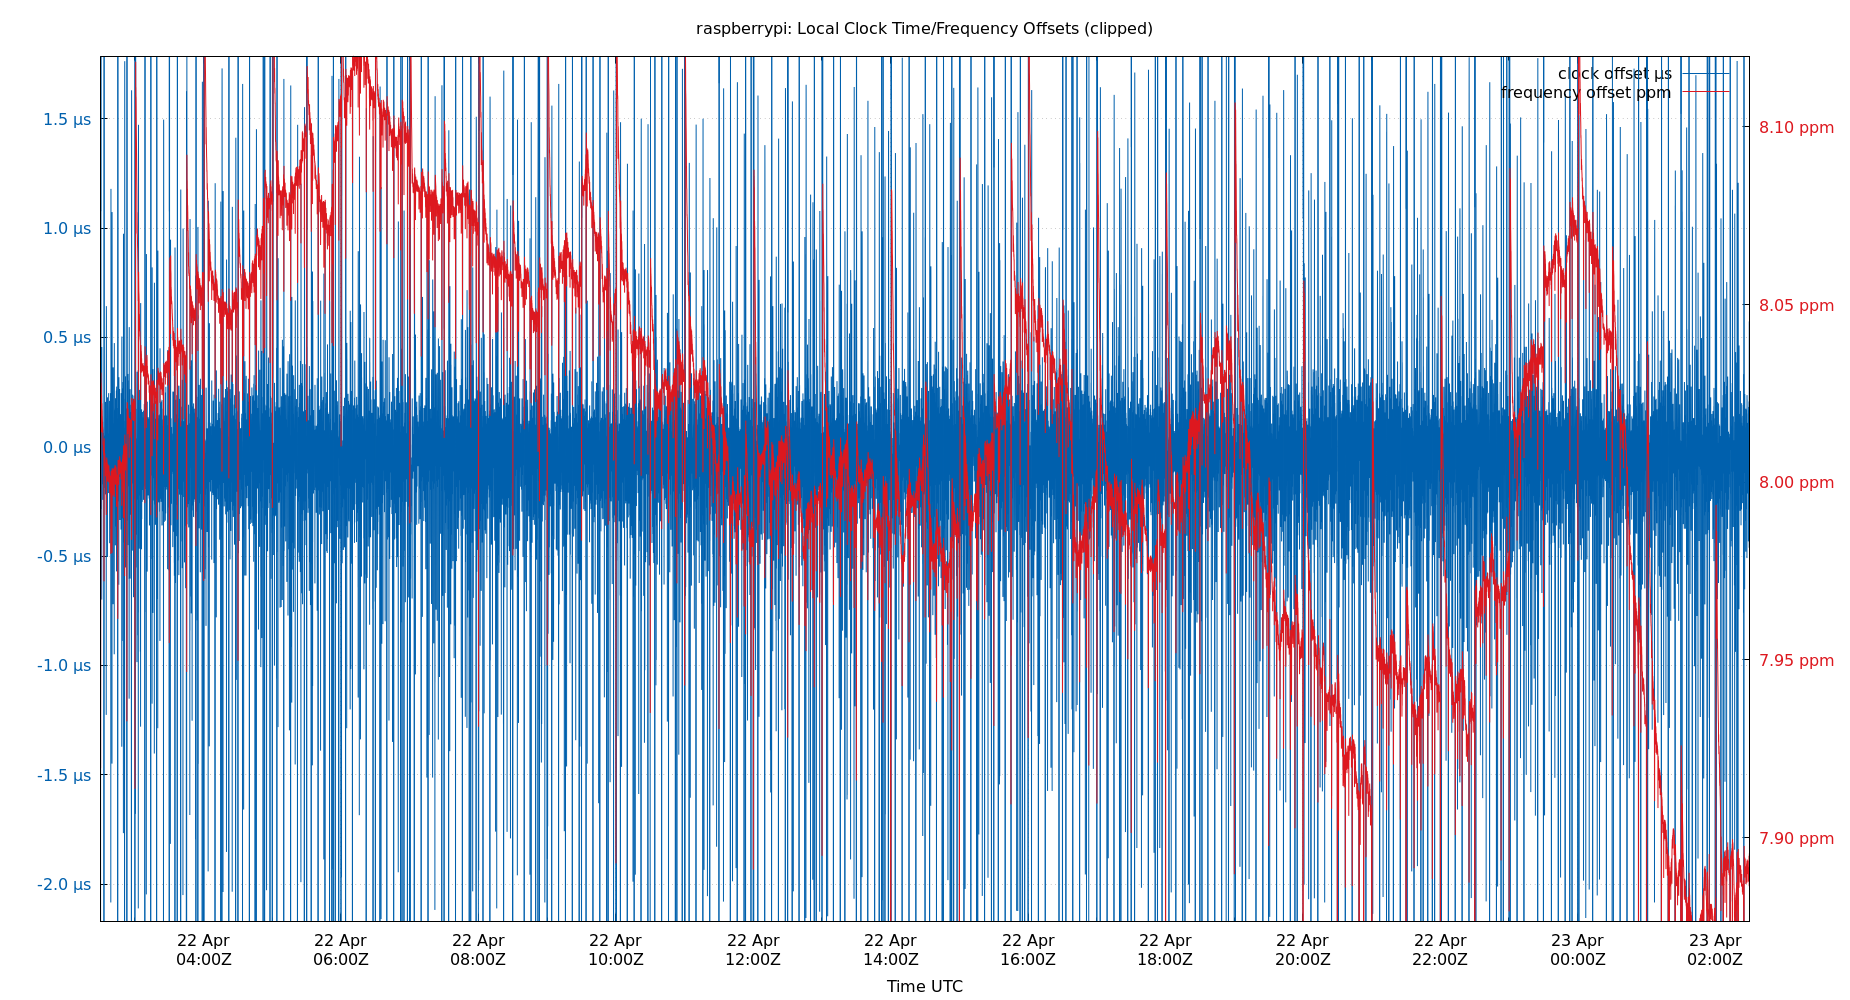 raspberrypi: Local Clock Time/Frequency Offsets (clipped)
clock offset µs
frequency offset ppm
1.5 µs
1.0 µs
0.5 µs
0.0 µs
-0.5 µs
-1.0 µs
-1.5 µs
-2.0 µs
8.10 ppm
8.05 ppm
8.00 ppm
7.95 ppm
7.90 ppm
22 Apr
04:00Z
22 Apr
06:00Z
22 Apr
08:00Z
22 Apr
10:00Z
22 Apr
12:00Z
22 Apr
14:00Z
22 Apr
16:00Z
22 Apr
18:00Z
22 Apr
20:00Z
22 Apr
22:00Z
23 Apr
00:00Z
23 Apr
02:00Z
Time UTC